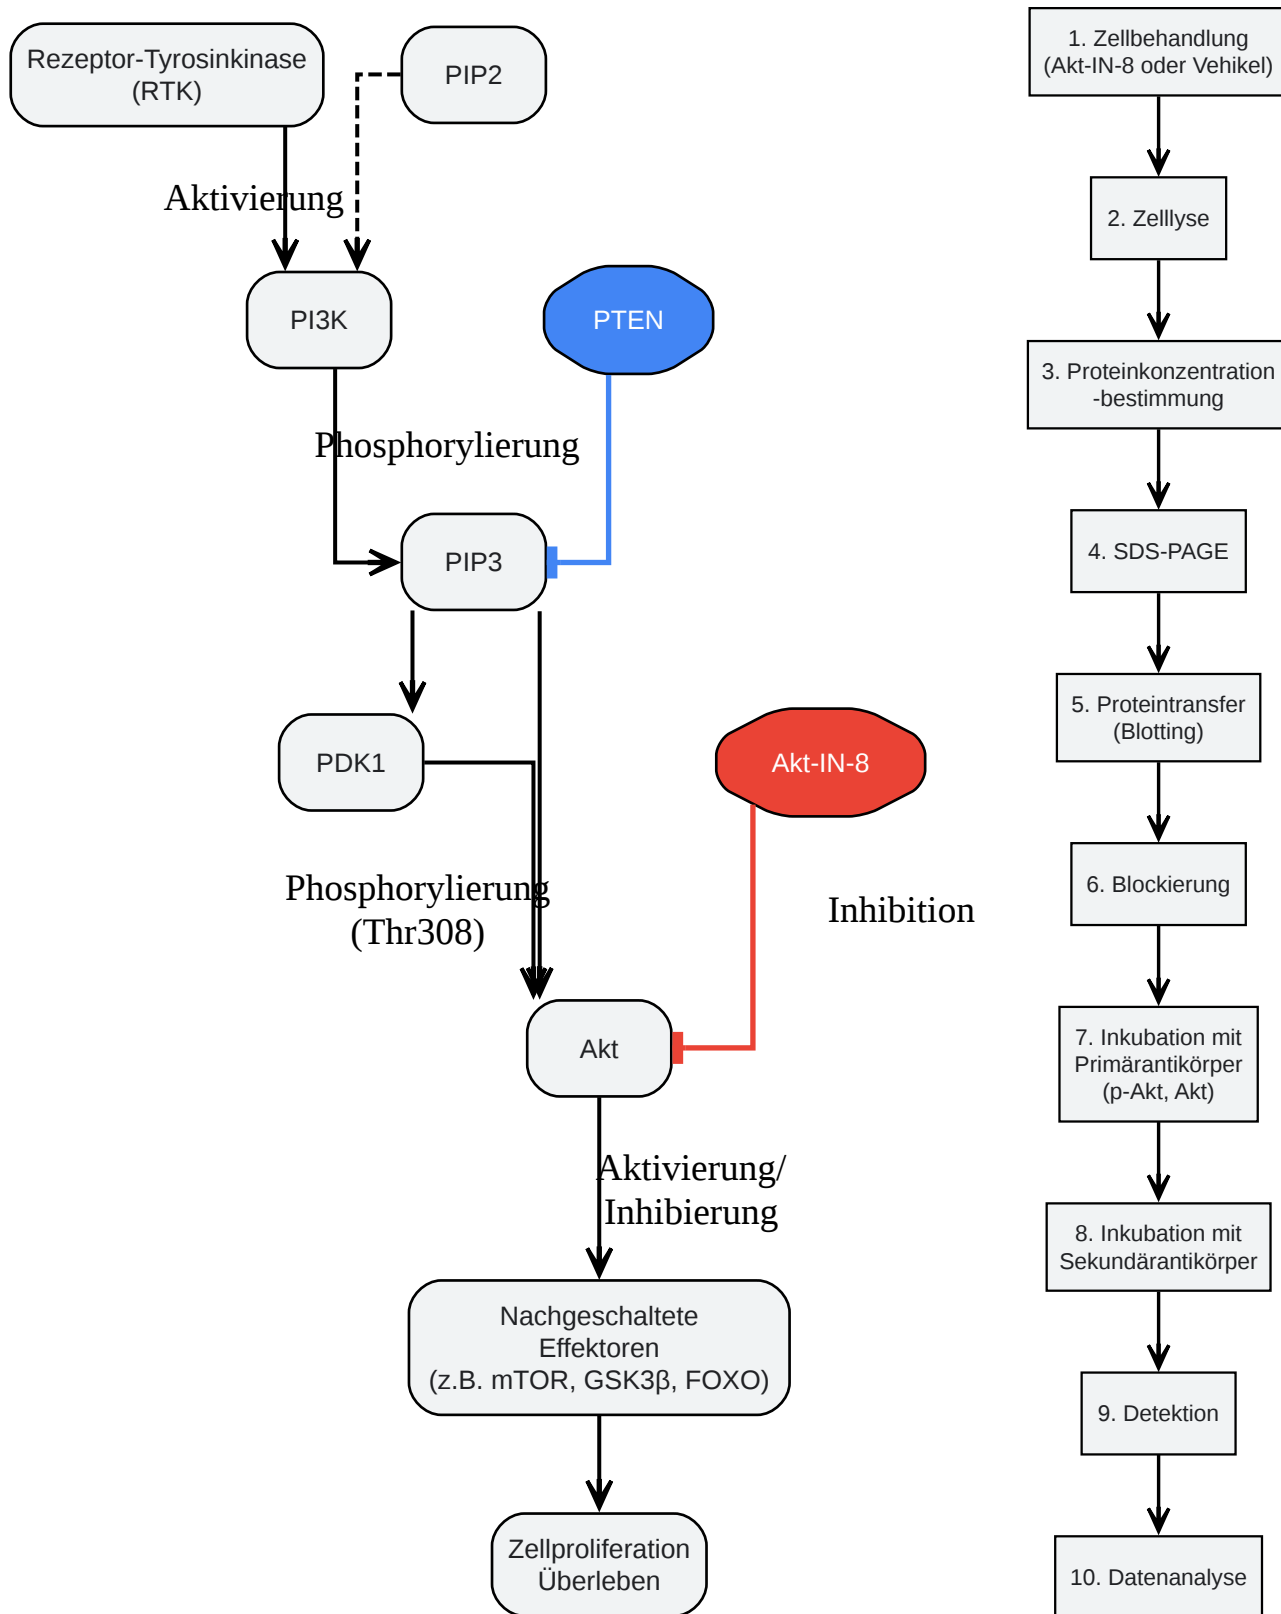 Rezeptor-Tyrosinkinase
(RTK)
PIP2
Aktivierung
PI3K
PTEN
Phosphorylierung
PIP3
PDK1
Akt-IN-8
Phosphorylierung
(Thr308)
Inhibition
Akt
Aktivierung/
Inhibierung
Nachgeschaltete
Effektoren
(z.B. mTOR, GSK3β, FOXO)
Zellproliferation
Überleben
1. Zellbehandlung
(Akt-IN-8 oder Vehikel)
2. Zelllyse
3. Proteinkonzentration
-bestimmung
4. SDS-PAGE
5. Proteintransfer
(Blotting)
6. Blockierung
7. Inkubation mit
Primärantikörper
(p-Akt, Akt)
8. Inkubation mit
Sekundärantikörper
9. Detektion
10. Datenanalyse